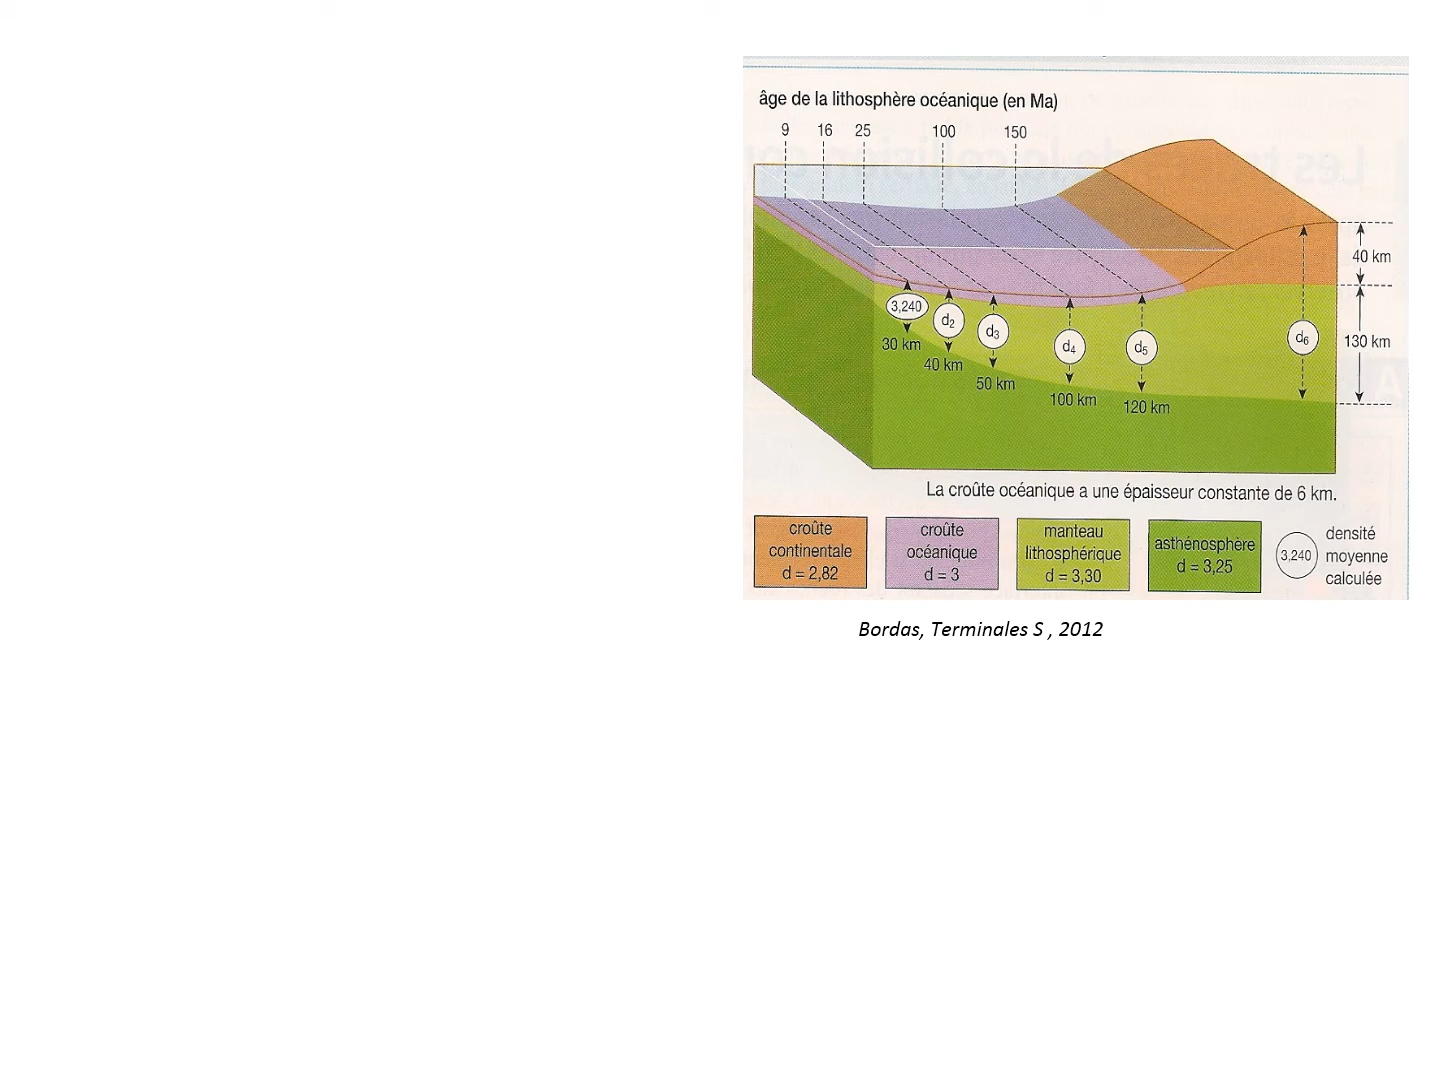 âge de la lithosphère océanique (en Ma)
9 16 25 100 150
40 km
3,240
d2
d3
d4
d5
d6
130 km
30 km
40 km
50 km
100 km
120 km
La croûte océanique a une épaisseur constante de 6 km.
croûte
continentale
d = 2,82
croûte
océanique
d = 3
manteau
lithosphérique
d = 3,30
asthénosphère
d = 3,25
3,240
densité
moyenne
calculée
Bordas, Terminales S , 2012